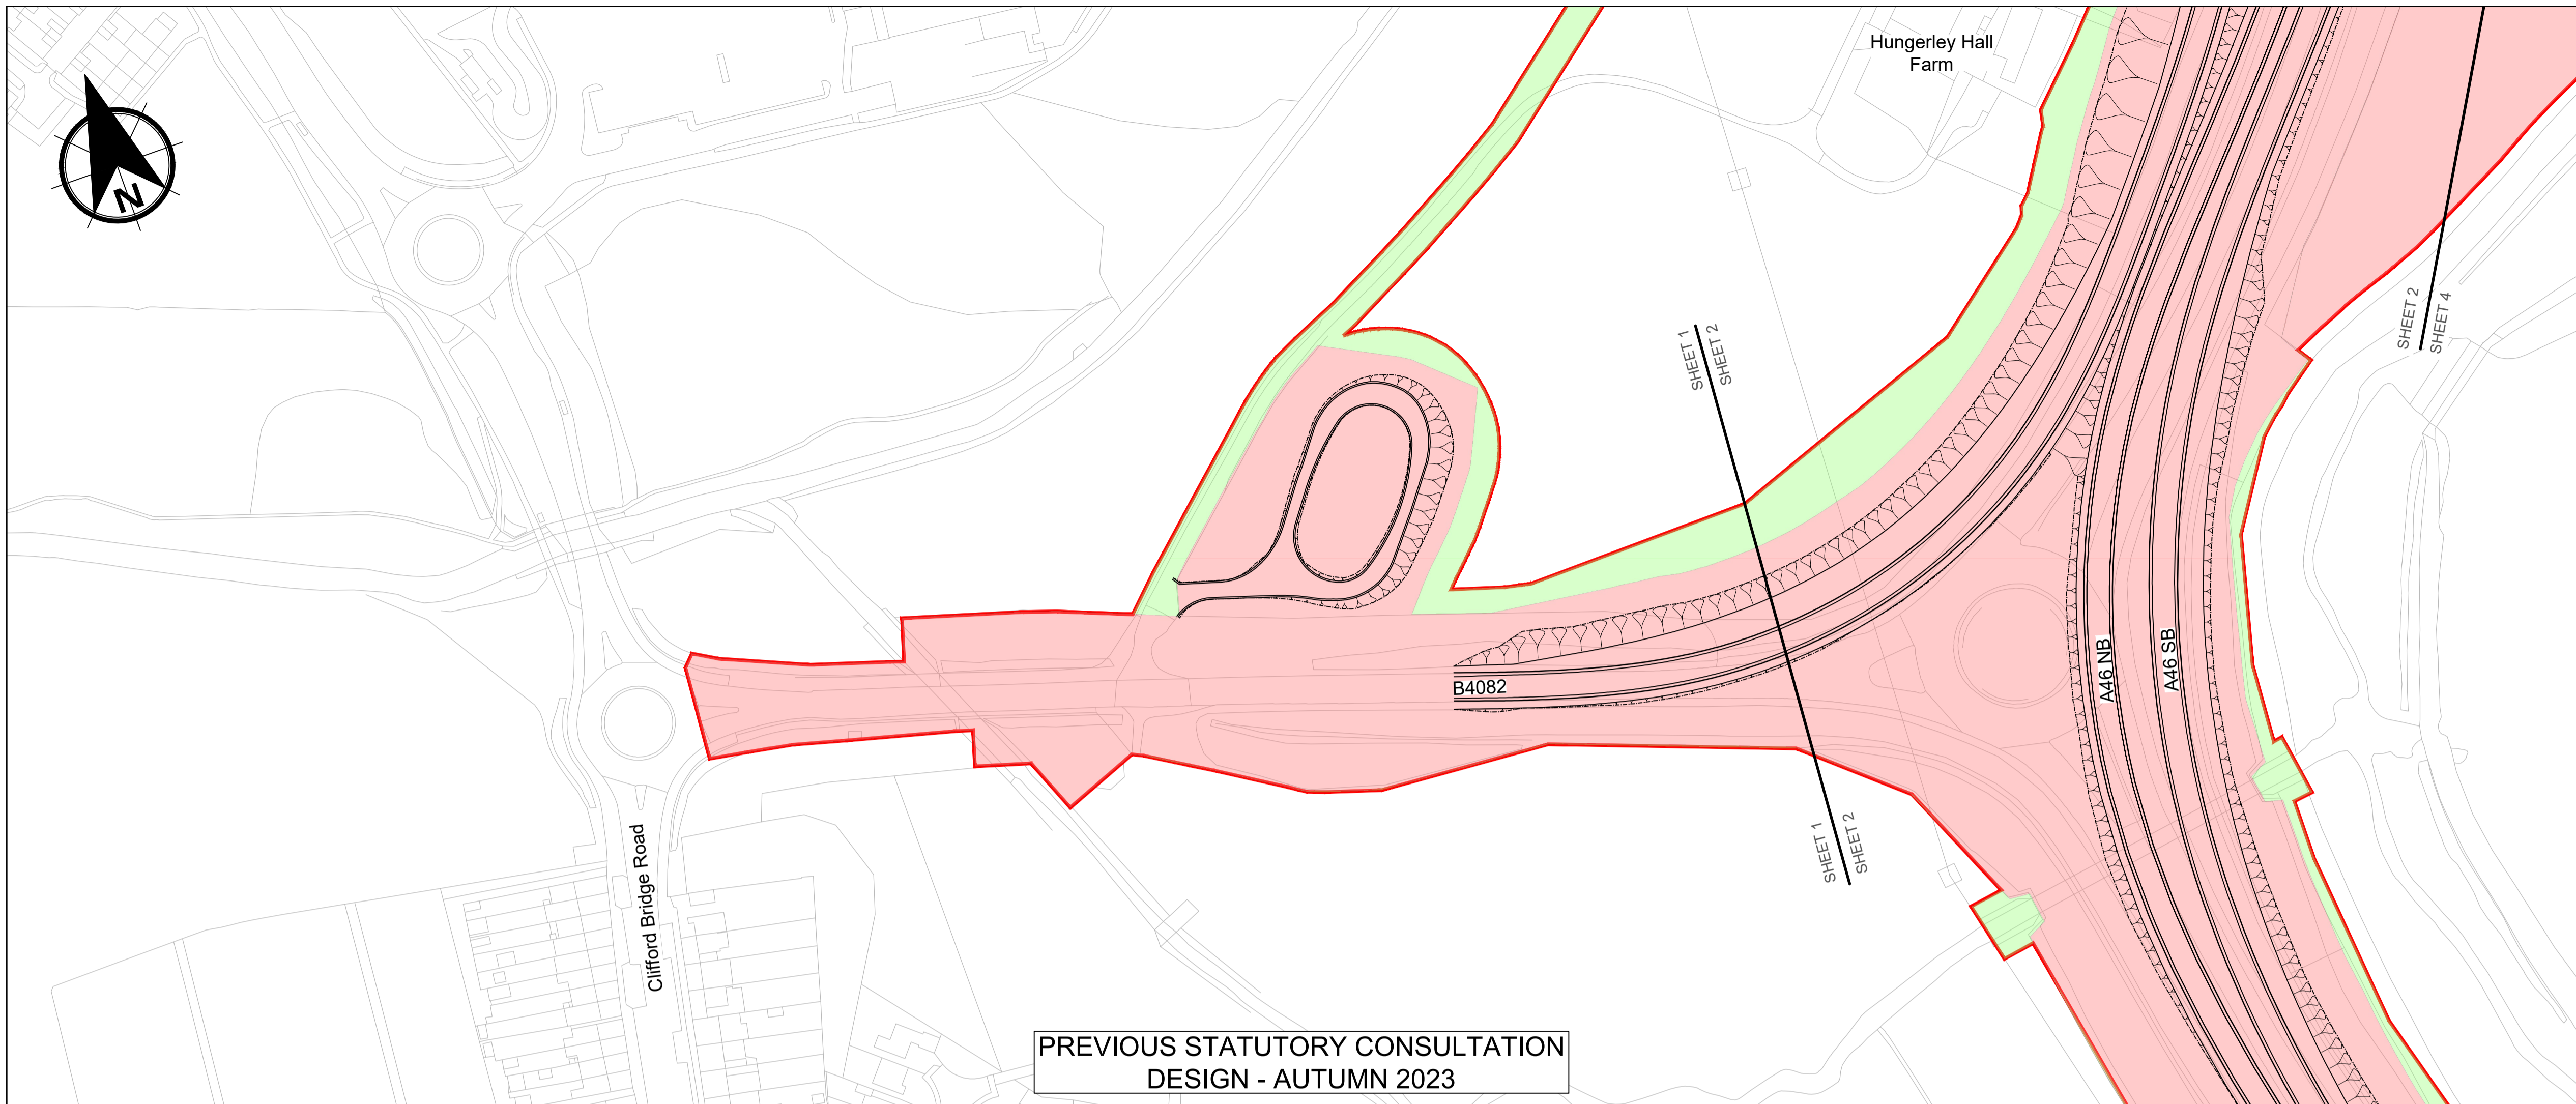 Hungerley Hall
Farm
N
SHEET 1
SHEET 2
SHEET 2
SHEET 4
B4082
A46 NB
A46 SB
SHEET 1
SHEET 2
Clifford Bridge Road
PREVIOUS STATUTORY CONSULTATION
DESIGN - AUTUMN 2023